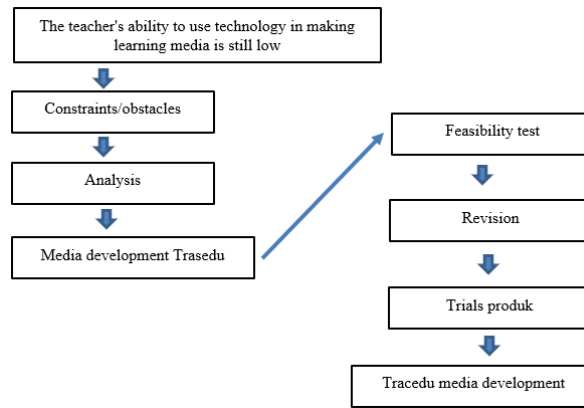 The teacher's ability to use technology in making
learning media is still low
Constraints/obstacles
Analysis
Media development Trasedu
Feasibility test
Revision
Trials produk
Tracedu media development